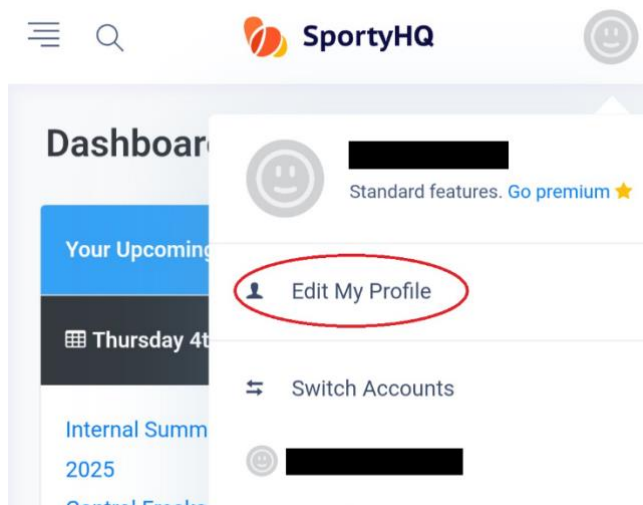 SportyHQ
Dashboar
Standard features. Go premium
Your Upcoming
Edit My Profile
Thursday 4t
Switch Accounts
Internal Summ
2025